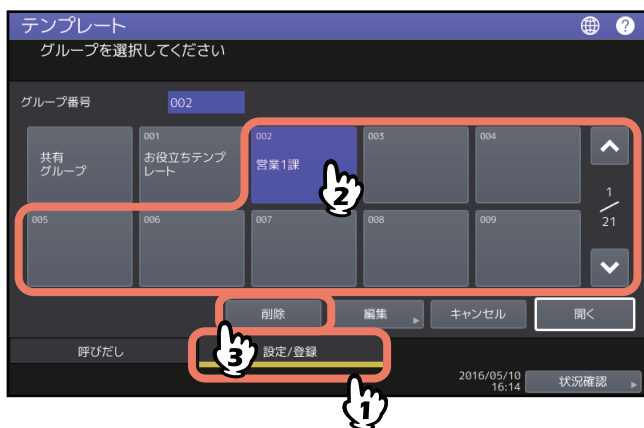 テンプレート
?
グループを選択してください
グループ番号 002
共有
グループ
001
お役立ちテンプ
レート
002
営業1課
003
004
1
21
005
006
007
008
009
2
削除
編集
キャンセル
開く
3
呼びだし
設定/登録
1
2016/05/10
16:14
状況確認